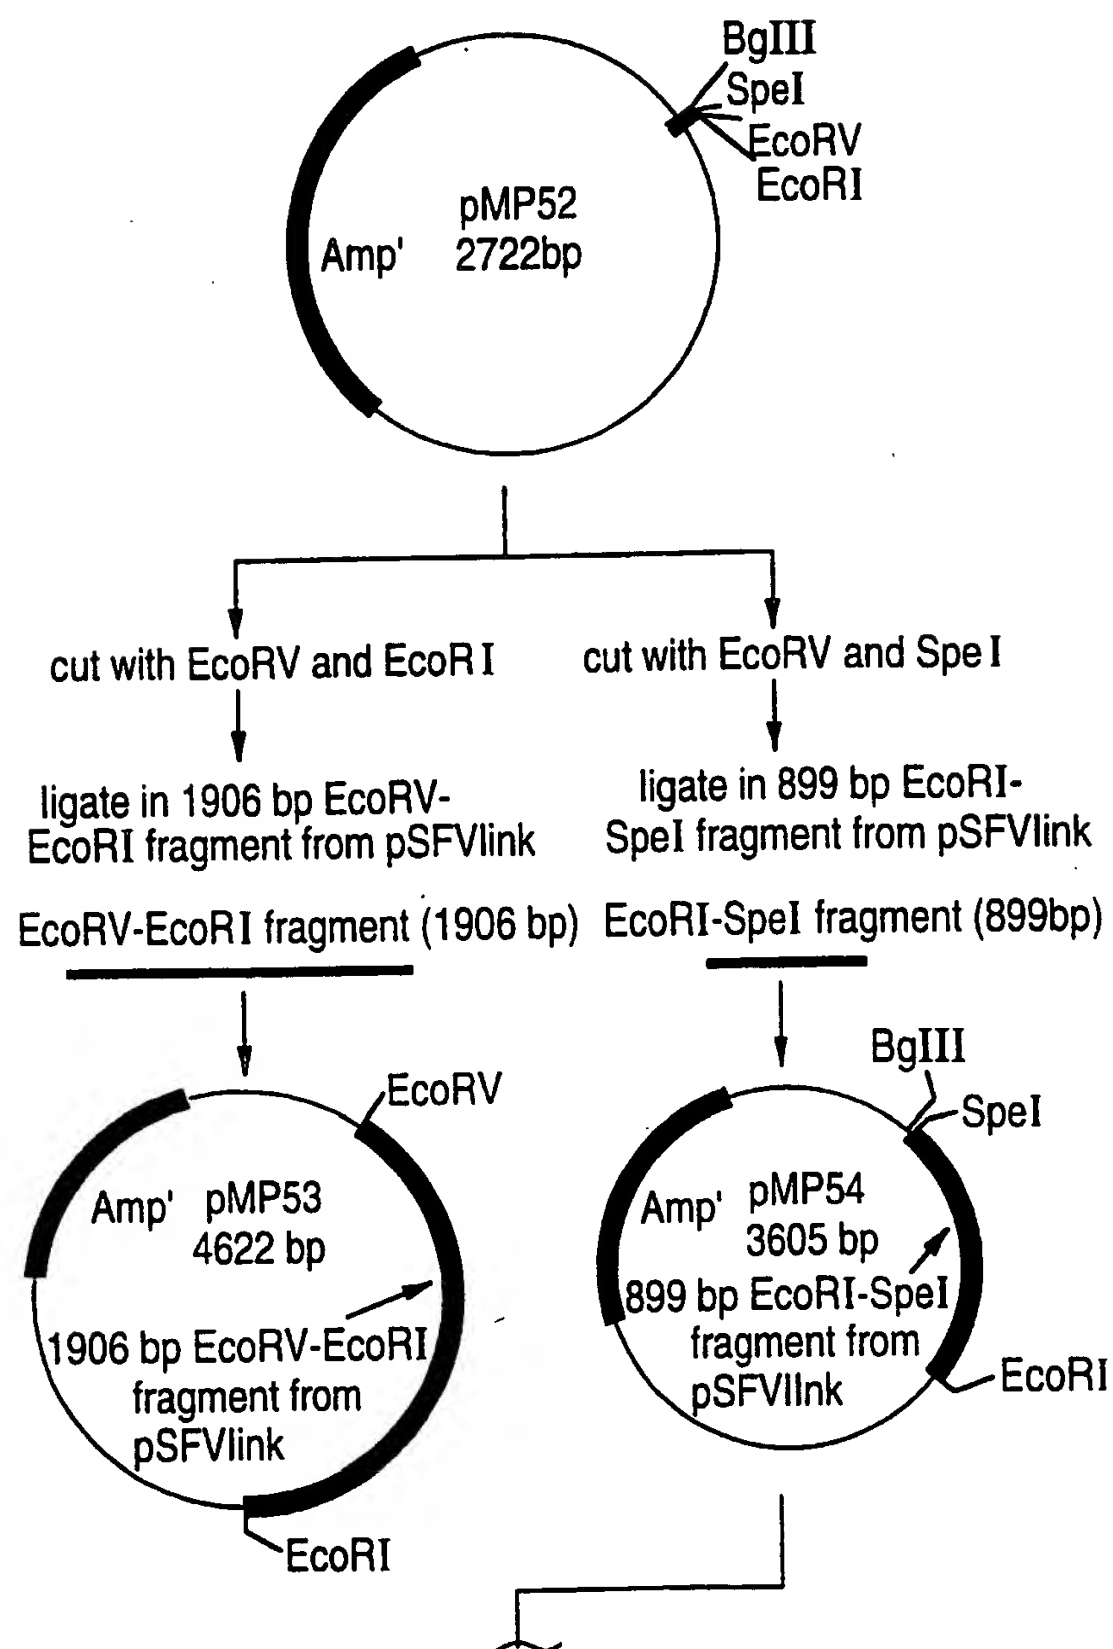 BglII
SpeI
EcoRV
EcoRI
pMP52
2722bp
Amp'
cut with EcoRV and EcoRI
cut with EcoRV and SpeI
ligate in 1906 bp EcoRV-
EcoRI fragment from pSFVlink
ligate in 899 bp EcoRI-
SpeI fragment from pSFVlink
EcoRV-EcoRI fragment (1906 bp)
EcoRI-SpeI fragment (899bp)
EcoRV
Amp'
pMP53
4622 bp
1906 bp EcoRV-EcoRI
fragment from
pSFVlink
EcoRI
BglII
SpeI
Amp'
pMP54
3605 bp
899 bp EcoRI-SpeI
fragment from
pSFVlInk
EcoRI